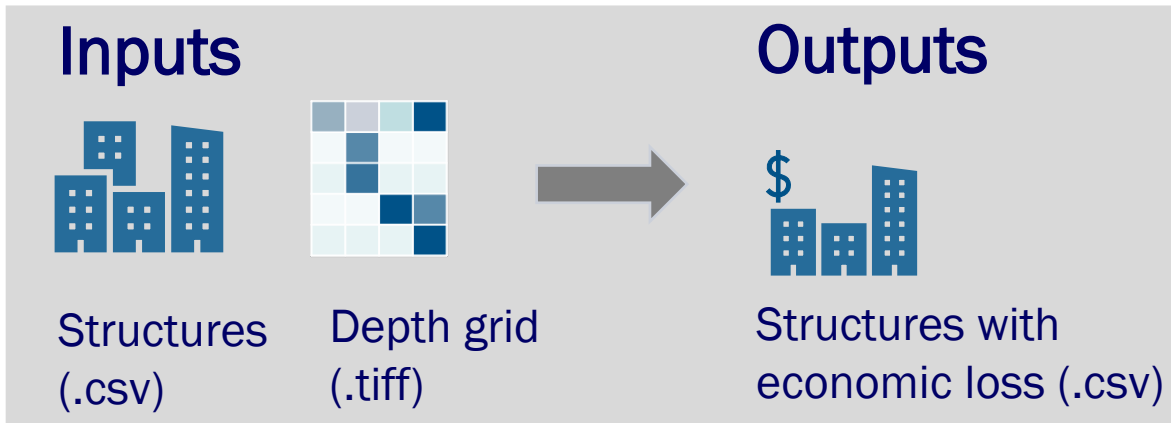 Inputs
Outputs
$
Structures
(.csv)
Depth grid
(.tiff)
Structures with
economic loss (.csv)